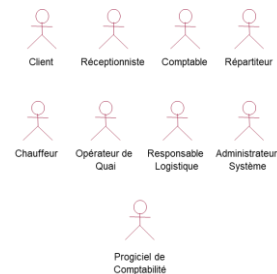 Client Réceptionniste Comptable Répartiteur
Chauffeur Opérateur de Quai Responsable Logistique Administrateur Système
Progiciel de
Comptabilité